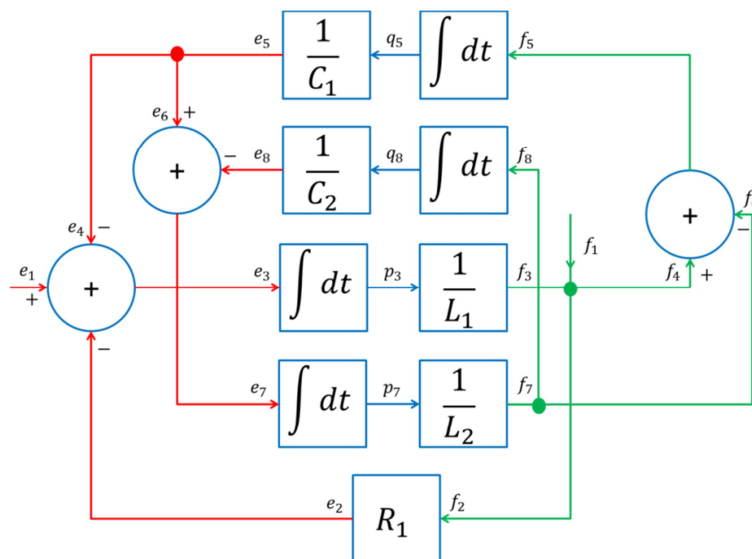 e5 1/C1 q5 ∫ dt f5
e6 +
− e8 1/C2 q8 ∫ dt f8
+
+
−
e4 −
f1
f4 +
e1
+
+
e3 ∫ dt p3 1/L1 f3
−
e7 ∫ dt p7 1/L2 f7
e2 R1 f2